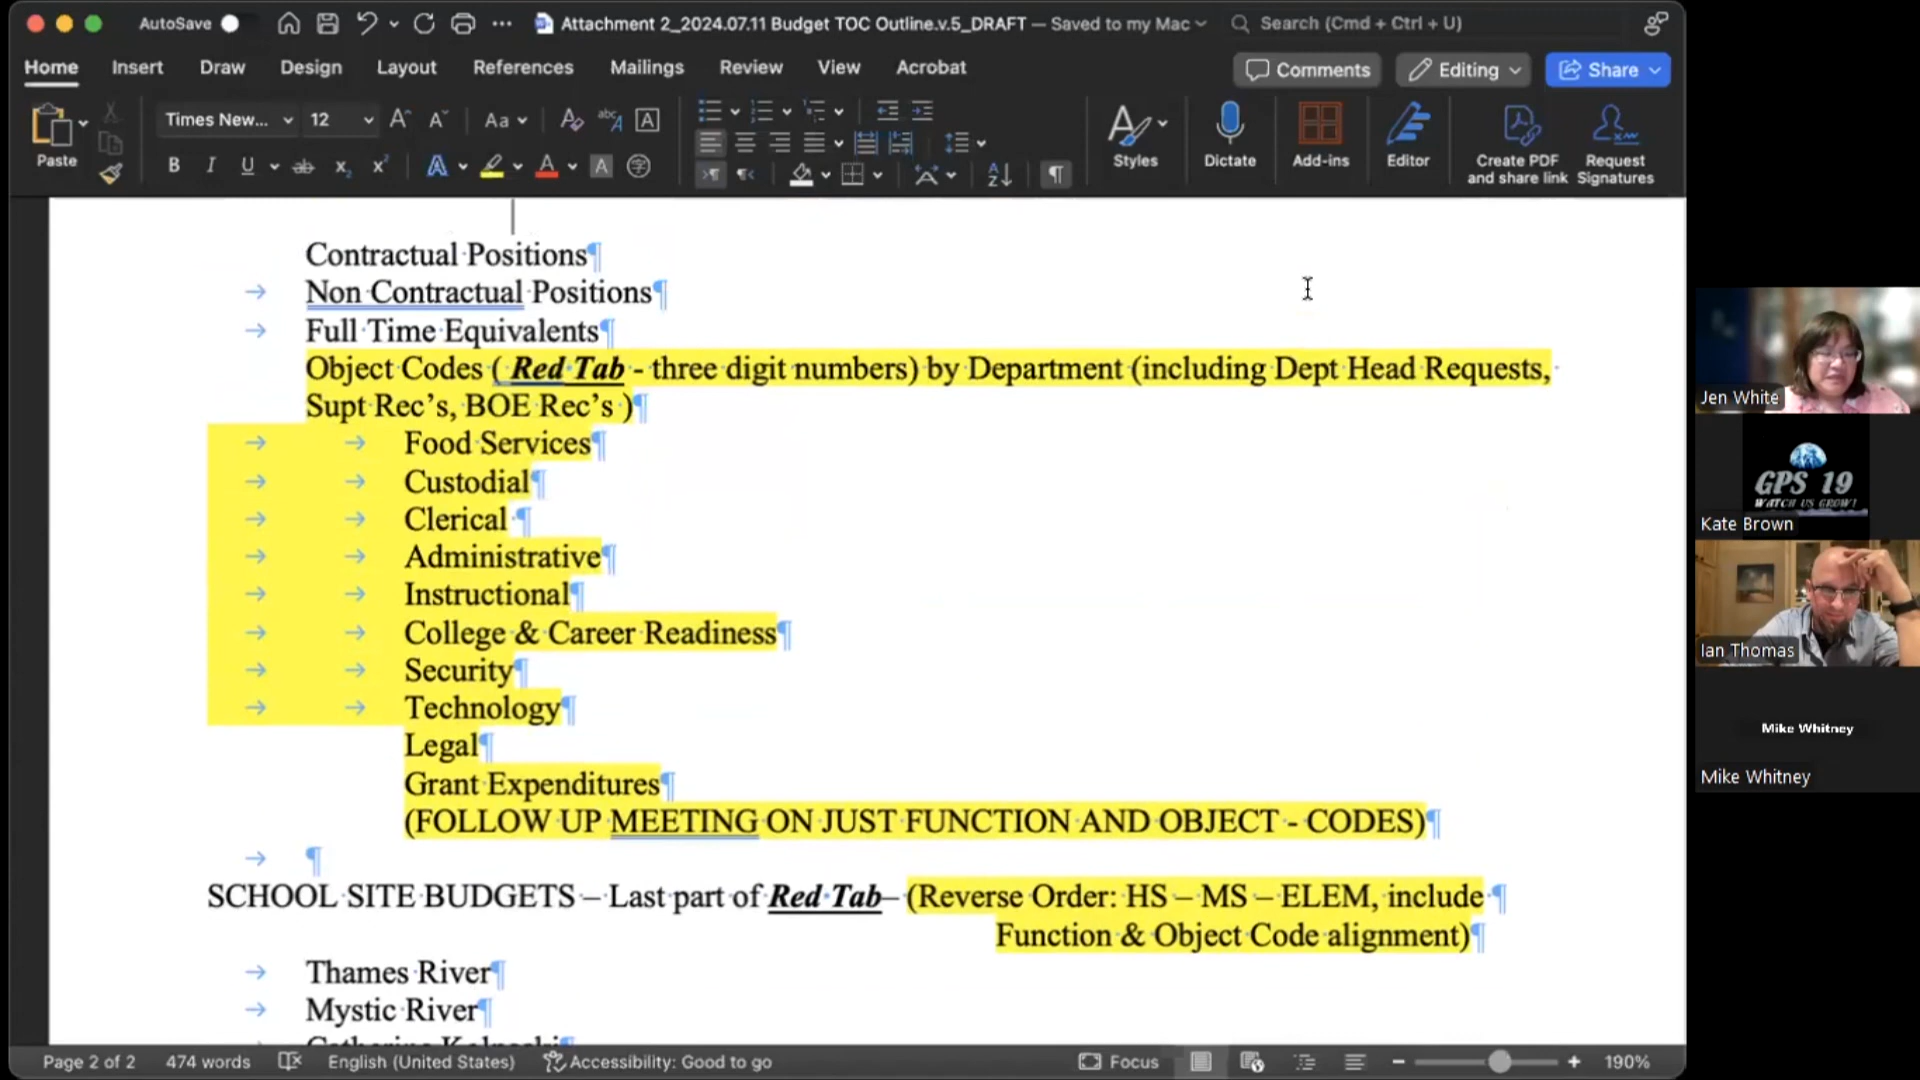 AutoSave
Attachment 2_2024.07.11 Budget TOC Outline.v.5_DRAFT — Saved to my Mac
Search (Cmd + Ctrl + U)
Home Insert Draw Design Layout References Mailings Review View Acrobat
Comments Editing Share
Paste
Times New... 12
Styles
Dictate
Add-ins
Editor
Create PDF and share link
Request Signatures
Contractual Positions¶
Non Contractual Positions¶
Full Time Equivalents¶
Object Codes ( Red Tab - three digit numbers) by Department (including Dept Head Requests,
Supt Rec's, BOE Rec's )¶
Food Services¶
Custodial¶
Clerical ¶
Administrative¶
Instructional¶
College & Career Readiness¶
Security¶
Technology¶
Legal¶
Grant Expenditures¶
(FOLLOW UP MEETING ON JUST FUNCTION AND OBJECT - CODES)¶
¶
SCHOOL SITE BUDGETS – Last part of Red Tab– (Reverse Order: HS – MS – ELEM, include ¶
Function & Object Code alignment)¶
Thames River¶
Mystic River¶
Page 2 of 2 474 words English (United States) Accessibility: Good to go Focus 190%
Jen White
GPS 19
WATCH US GROW!
Kate Brown
Ian Thomas
Mike Whitney
Mike Whitney